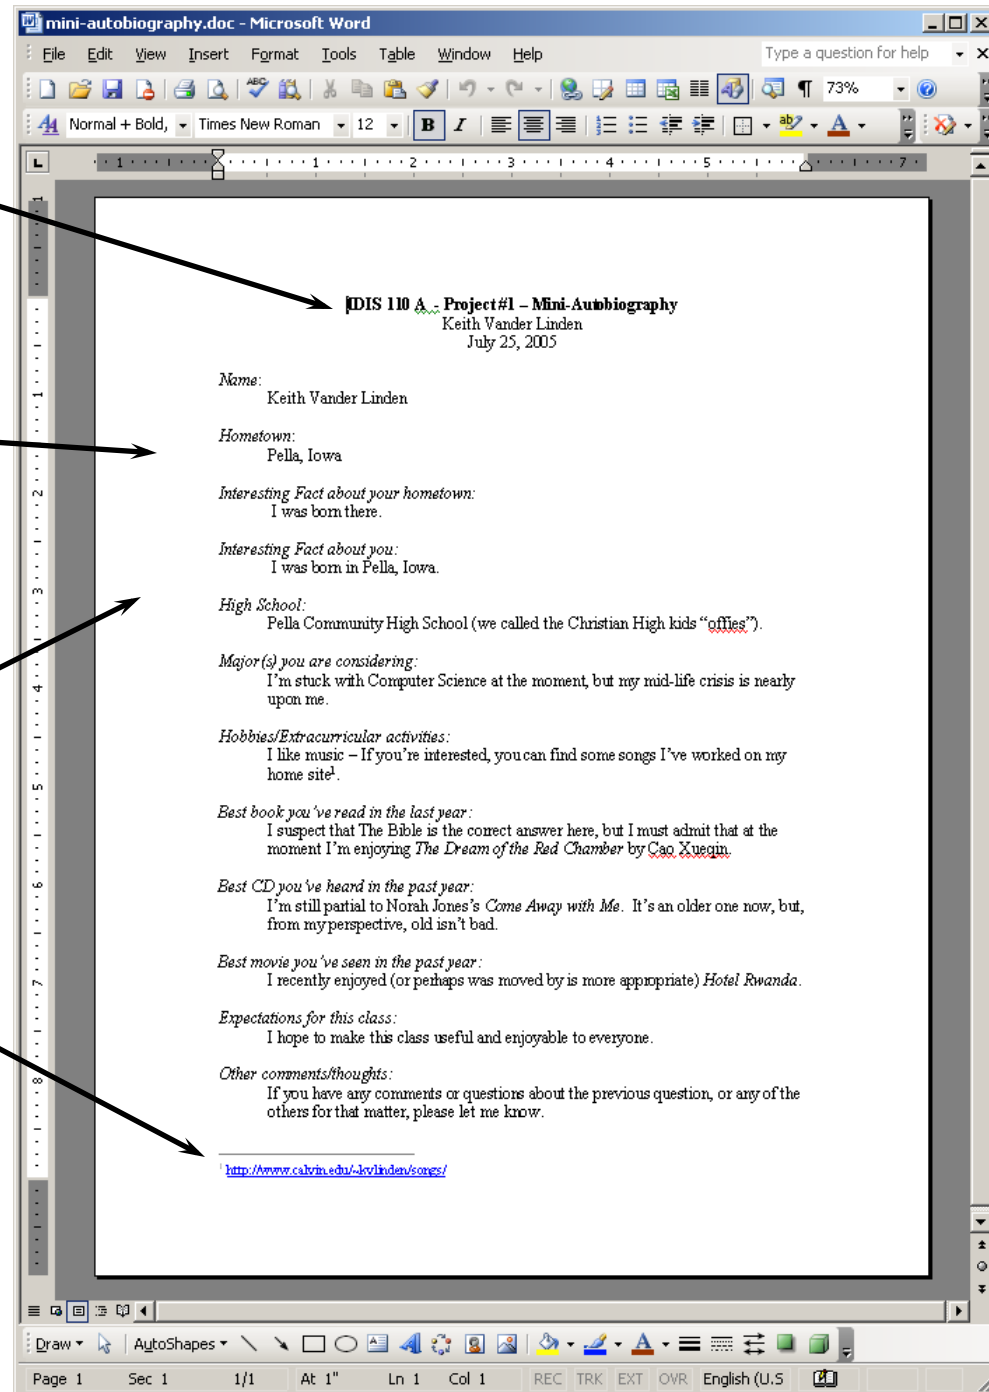 mini-autobiography.doc - Microsoft Word
File Edit View Insert Format Tools Table Window Help Type a question for help
73%
Normal + Bold, Times New Roman 12 B I
1 1 2 3 4 5 7
IDIS 110 A - Project #1 – Mini-Autobiography
Keith Vander Linden
July 25, 2005
Name:
Keith Vander Linden
Hometown:
Pella, Iowa
Interesting Fact about your hometown:
I was born there.
Interesting Fact about you:
I was born in Pella, Iowa.
High School:
Pella Community High School (we called the Christian High kids “offies”).
Major(s) you are considering:
I’m stuck with Computer Science at the moment, but my mid-life crisis is nearly
upon me.
Hobbies/Extracurricular activities:
I like music – If you’re interested, you can find some songs I’ve worked on my
home site1.
Best book you’ve read in the last year:
I suspect that The Bible is the correct answer here, but I must admit that at the
moment I’m enjoying The Dream of the Red Chamber by Cao Xueqin.
Best CD you’ve heard in the past year:
I’m still partial to Norah Jones’s Come Away with Me. It’s an older one now, but,
from my perspective, old isn’t bad.
Best movie you’ve seen in the past year:
I recently enjoyed (or perhaps was moved by is more appropriate) Hotel Rwanda.
Expectations for this class:
I hope to make this class useful and enjoyable to everyone.
Other comments/thoughts:
If you have any comments or questions about the previous question, or any of the
others for that matter, please let me know.
1 http://www.calvin.edu/~kvlinden/songs/
Draw AutoShapes
Page 1 Sec 1 1/1 At 1" Ln 1 Col 1 REC TRK EXT OVR English (U.S